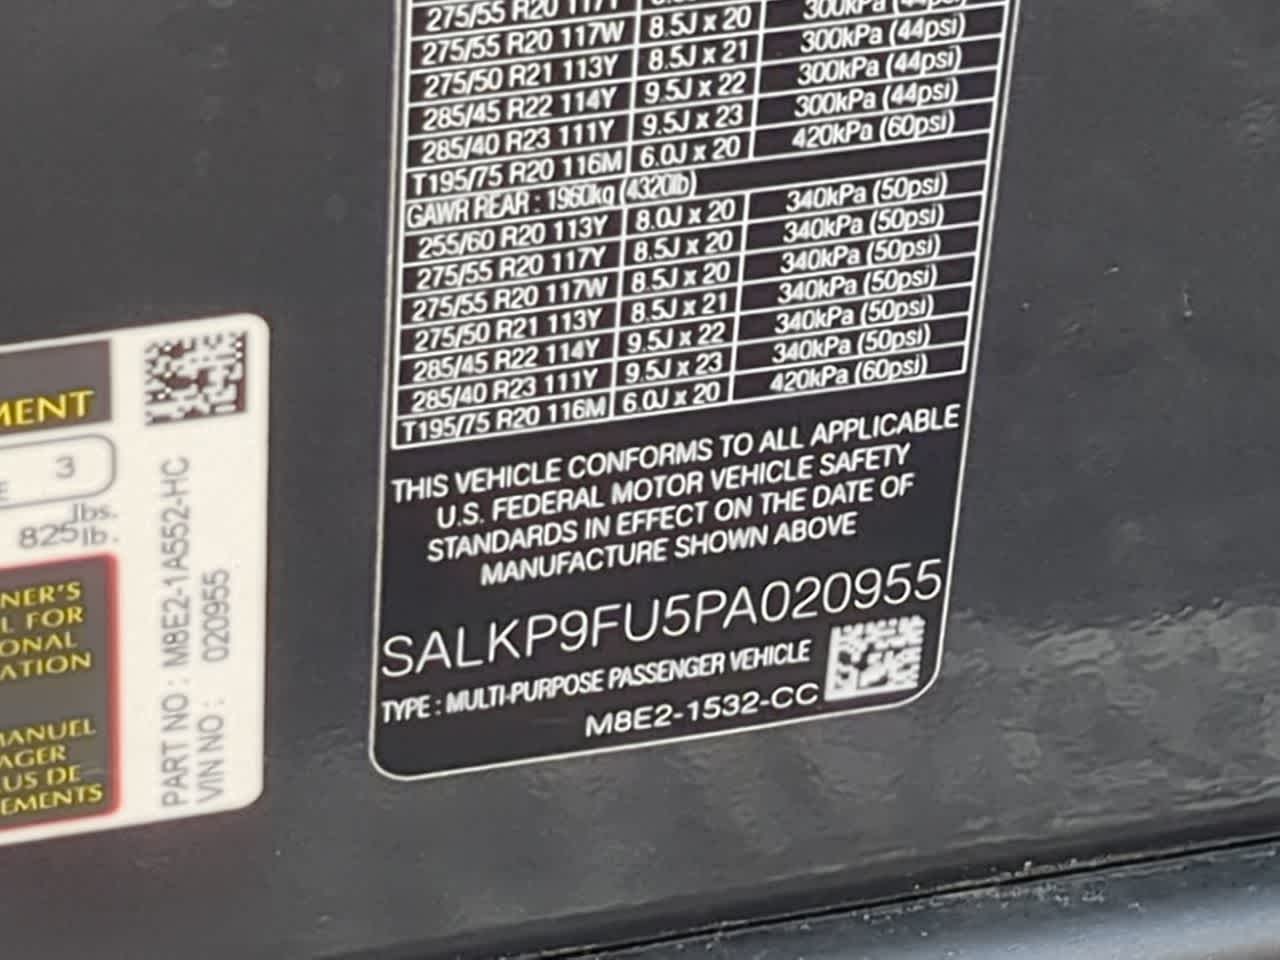 275/55 R20 117Y
275/55 R20 117W 8.5J x 20 300kPa (44psi)
275/50 R21 113Y 8.5J x 21 300kPa (44psi)
285/45 R22 114Y 9.5J x 22 300kPa (44psi)
285/40 R23 111Y 9.5J x 23 300kPa (44psi)
T195/75 R20 116M 6.0J x 20 420kPa (60psi)
GAWR REAR : 1960kg (4320lb)
255/60 R20 113Y 8.0J x 20 340kPa (50psi)
275/55 R20 117Y 8.5J x 20 340kPa (50psi)
275/55 R20 117W 8.5J x 20 340kPa (50psi)
275/50 R21 113Y 8.5J x 21 340kPa (50psi)
285/45 R22 114Y 9.5J x 22 340kPa (50psi)
285/40 R23 111Y 9.5J x 23 340kPa (50psi)
T195/75 R20 116M 6.0J x 20 420kPa (60psi)
THIS VEHICLE CONFORMS TO ALL APPLICABLE
U.S. FEDERAL MOTOR VEHICLE SAFETY
STANDARDS IN EFFECT ON THE DATE OF
MANUFACTURE SHOWN ABOVE
SALKP9FU5PA020955
TYPE : MULTI-PURPOSE PASSENGER VEHICLE
M8E2-1532-CC
MENT
E 3
lbs.
825 lb.
NER'S
L FOR
ONAL
ATION
MANUEL
AGER
US DE
EMENTS
PART NO : M8E2-1A552-HC
VIN NO : 020955